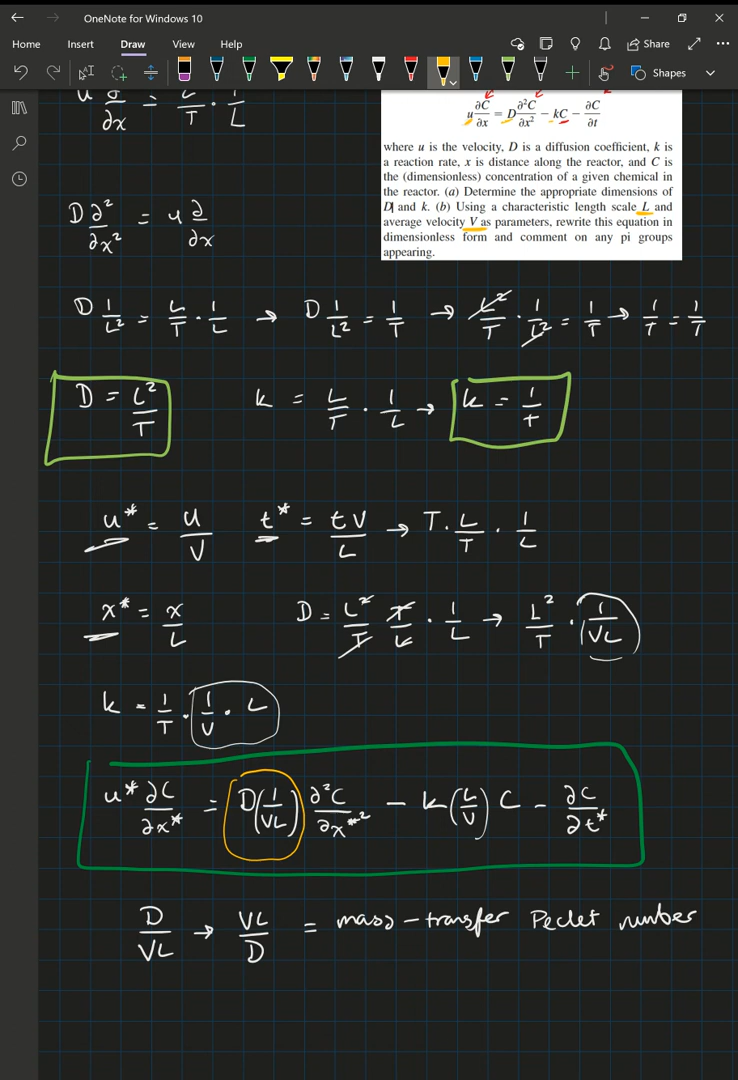 OneNote for Windows 10
Home Insert Draw View Help Share
Shapes
u ∂/∂x = L/T · 1/L
u ∂C/∂x = D ∂²C/∂x² − kC − ∂C/∂t
where u is the velocity, D is a diffusion coefficient, k is
a reaction rate, x is distance along the reactor, and C is
the (dimensionless) concentration of a given chemical in
the reactor. (a) Determine the appropriate dimensions of
D and k. (b) Using a characteristic length scale L and
average velocity V as parameters, rewrite this equation in
dimensionless form and comment on any pi groups
appearing.
D ∂²/∂x² = u ∂/∂x
D 1/L² = L/T · 1/L → D 1/L² = 1/T → L²/T · 1/L² = 1/T → 1/T = 1/T
D = L²/T k = L/T · 1/L → k = 1/t
u* = u/V t* = tV/L → T · L/T · 1/L
x* = x/L D = L²/T T/L · 1/L → L²/T · 1/VL
k = 1/T · 1/V · L
u* ∂C/∂x* = D(1/VL) ∂²C/∂x*² − k(L/V) C − ∂C/∂t*
D/VL → VL/D = mass-transfer Peclet number